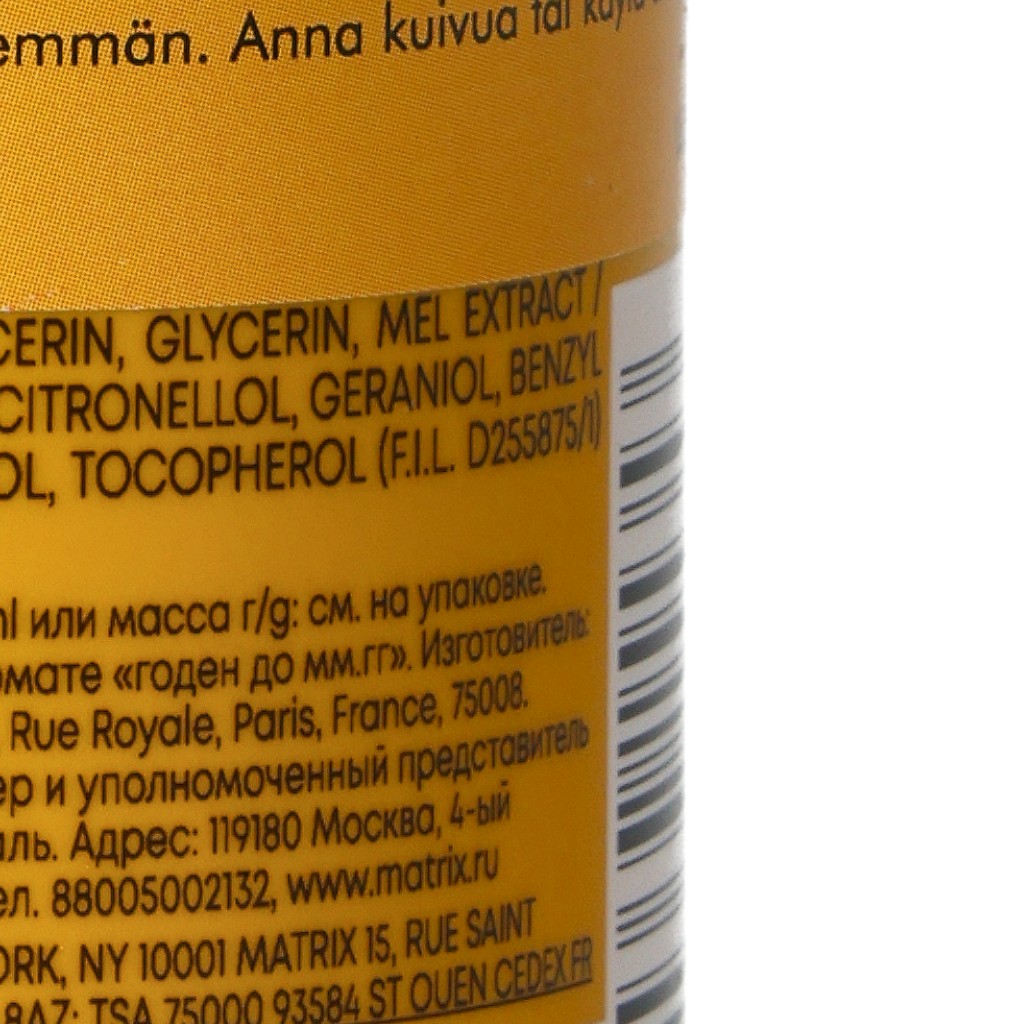 emmän. Anna kuivua tai
CERIN, GLYCERIN, MEL EXTRACT /
CITRONELLOL, GERANIOL, BENZYL
OL, TOCOPHEROL (F.I.L. D255875/1)
ml или масса г/g: см. на упаковке.
рмате «годен до мм.гг». Изготовитель:
, Rue Royale, Paris, France, 75008.
ер и уполномоченный представитель
аль. Адрес: 119180 Москва, 4-ый
ел. 88005002132, www.matrix.ru
ORK, NY 10001 MATRIX 15, RUE SAINT
8AZ; TSA 75000 93584 ST OUEN CEDEX FR